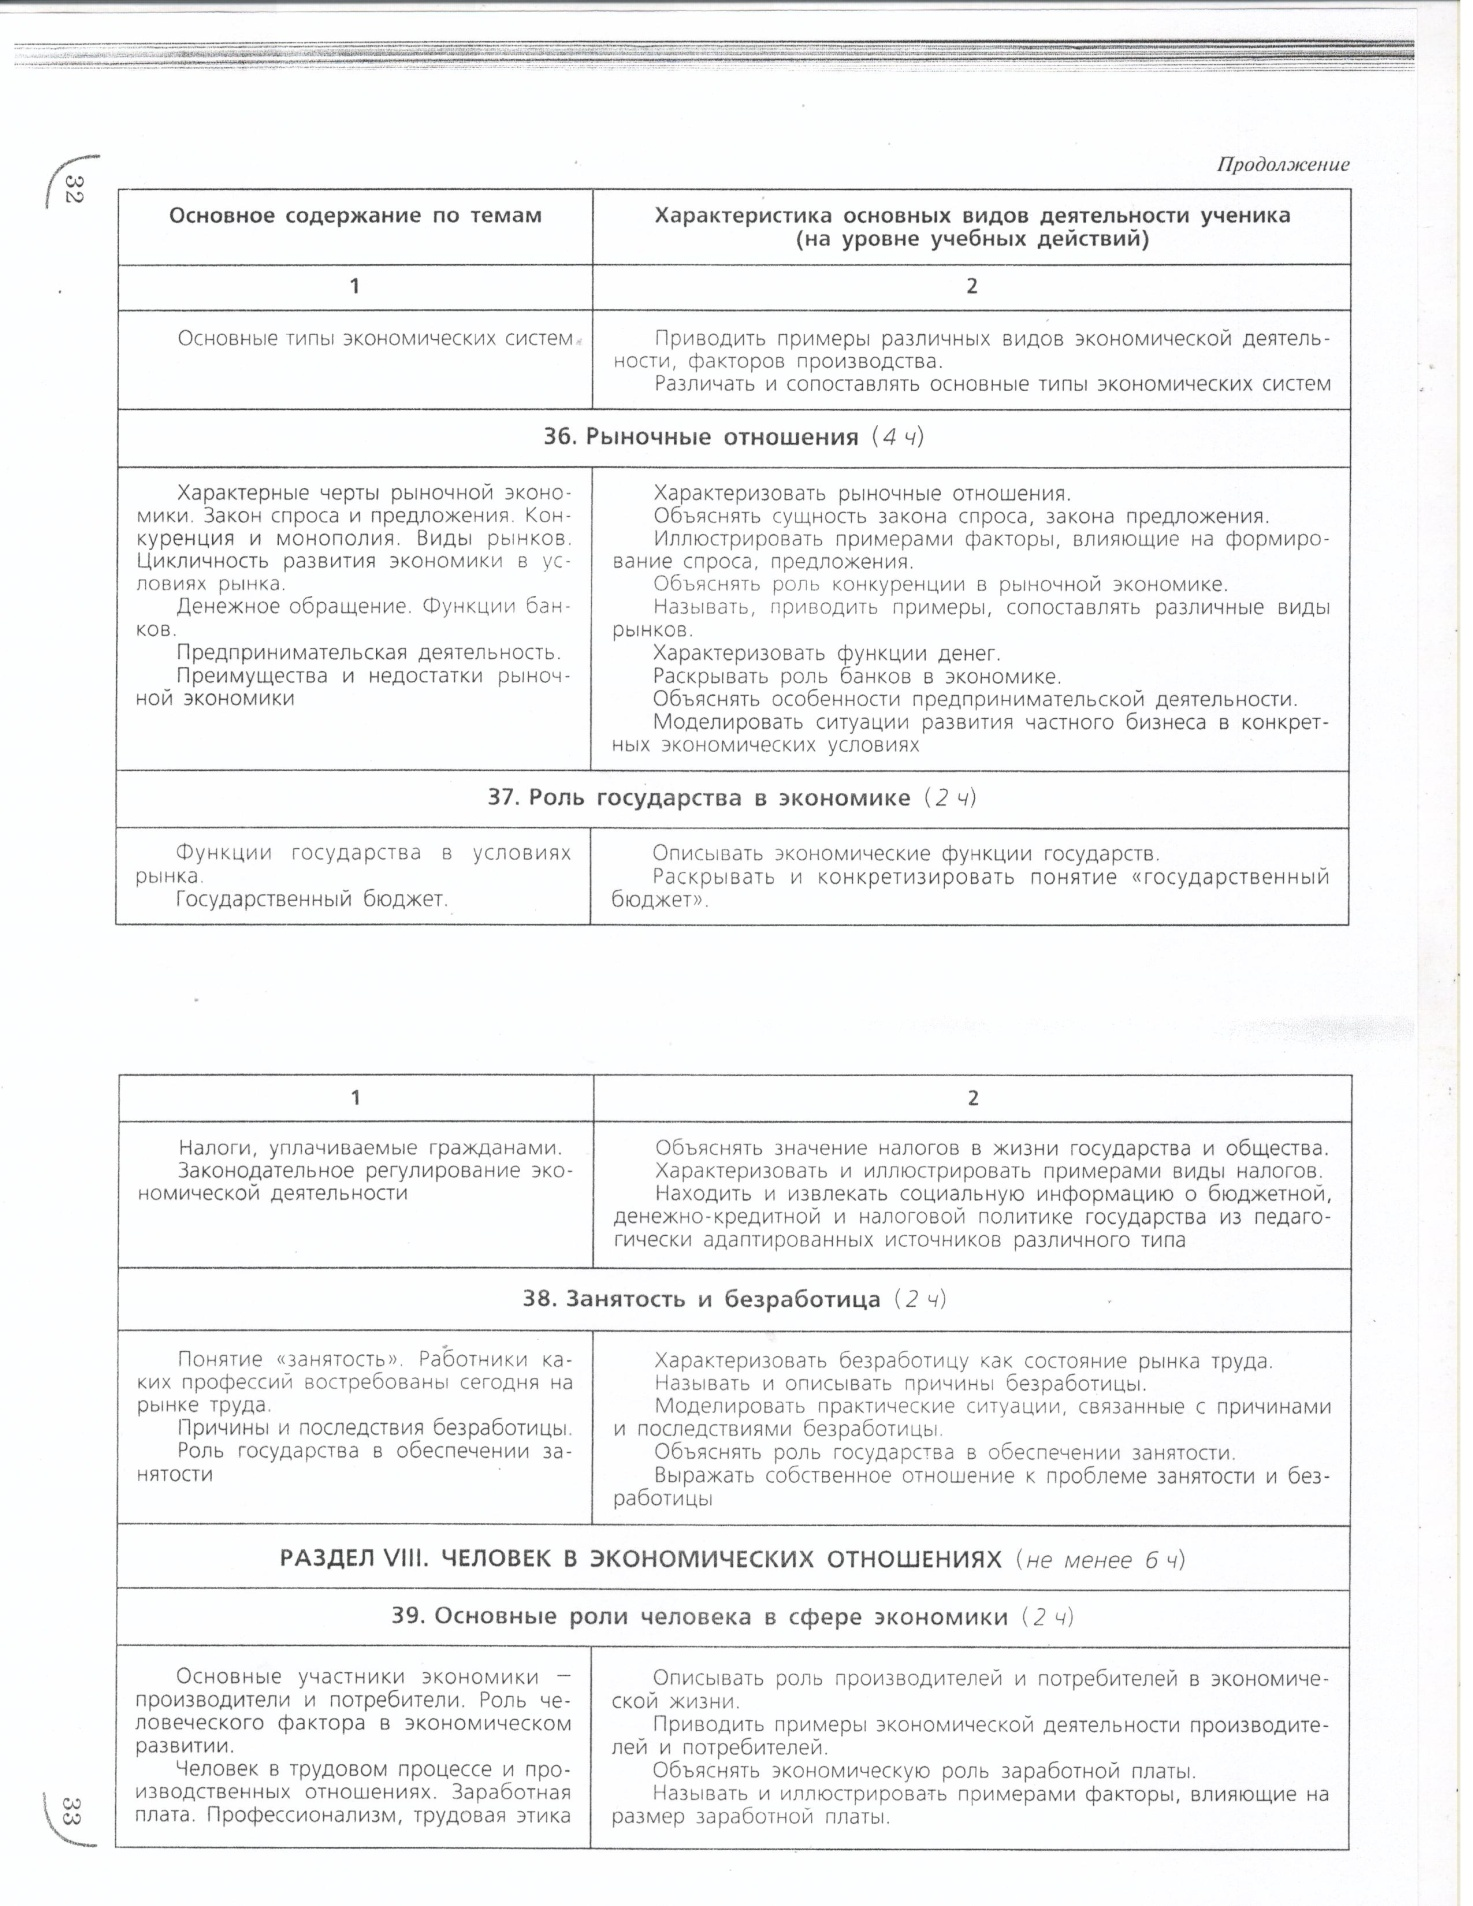 32
Продолжение
Основное содержание по темам
Характеристика основных видов деятельности ученика
(на уровне учебных действий)
1
2
Основные типы экономических систем
Приводить примеры различных видов экономической деятель-
ности, факторов производства.
Различать и сопоставлять основные типы экономических систем
36. Рыночные отношения (4 ч)
Характерные черты рыночной эконо-
мики. Закон спроса и предложения. Кон-
куренция и монополия. Виды рынков.
Цикличность развития экономики в ус-
ловиях рынка.
Денежное обращение. Функции бан-
ков.
Предпринимательская деятельность.
Преимущества и недостатки рыноч-
ной экономики
Характеризовать рыночные отношения.
Объяснять сущность закона спроса, закона предложения.
Иллюстрировать примерами факторы, влияющие на формиро-
вание спроса, предложения.
Объяснять роль конкуренции в рыночной экономике.
Называть, приводить примеры, сопоставлять различные виды
рынков.
Характеризовать функции денег.
Раскрывать роль банков в экономике.
Объяснять особенности предпринимательской деятельности.
Моделировать ситуации развития частного бизнеса в конкрет-
ных экономических условиях
37. Роль государства в экономике (2 ч)
Функции государства в условиях
рынка.
Государственный бюджет.
Описывать экономические функции государств.
Раскрывать и конкретизировать понятие «государственный
бюджет».
1
2
Налоги, уплачиваемые гражданами.
Законодательное регулирование эко-
номической деятельности
Объяснять значение налогов в жизни государства и общества.
Характеризовать и иллюстрировать примерами виды налогов.
Находить и извлекать социальную информацию о бюджетной,
денежно-кредитной и налоговой политике государства из педаго-
гически адаптированных источников различного типа
38. Занятость и безработица (2 ч)
Понятие «занятость». Работники ка-
ких профессий востребованы сегодня на
рынке труда.
Причины и последствия безработицы.
Роль государства в обеспечении за-
нятости
Характеризовать безработицу как состояние рынка труда.
Называть и описывать причины безработицы.
Моделировать практические ситуации, связанные с причинами
и последствиями безработицы.
Объяснять роль государства в обеспечении занятости.
Выражать собственное отношение к проблеме занятости и без-
работицы
РАЗДЕЛ VIII. ЧЕЛОВЕК В ЭКОНОМИЧЕСКИХ ОТНОШЕНИЯХ (не менее 6 ч)
39. Основные роли человека в сфере экономики (2 ч)
Основные участники экономики —
производители и потребители. Роль че-
ловеческого фактора в экономическом
развитии.
Человек в трудовом процессе и про-
изводственных отношениях. Заработная
плата. Профессионализм, трудовая этика
Описывать роль производителей и потребителей в экономиче-
ской жизни.
Приводить примеры экономической деятельности производите-
лей и потребителей.
Объяснять экономическую роль заработной платы.
Называть и иллюстрировать примерами факторы, влияющие на
размер заработной платы.
33